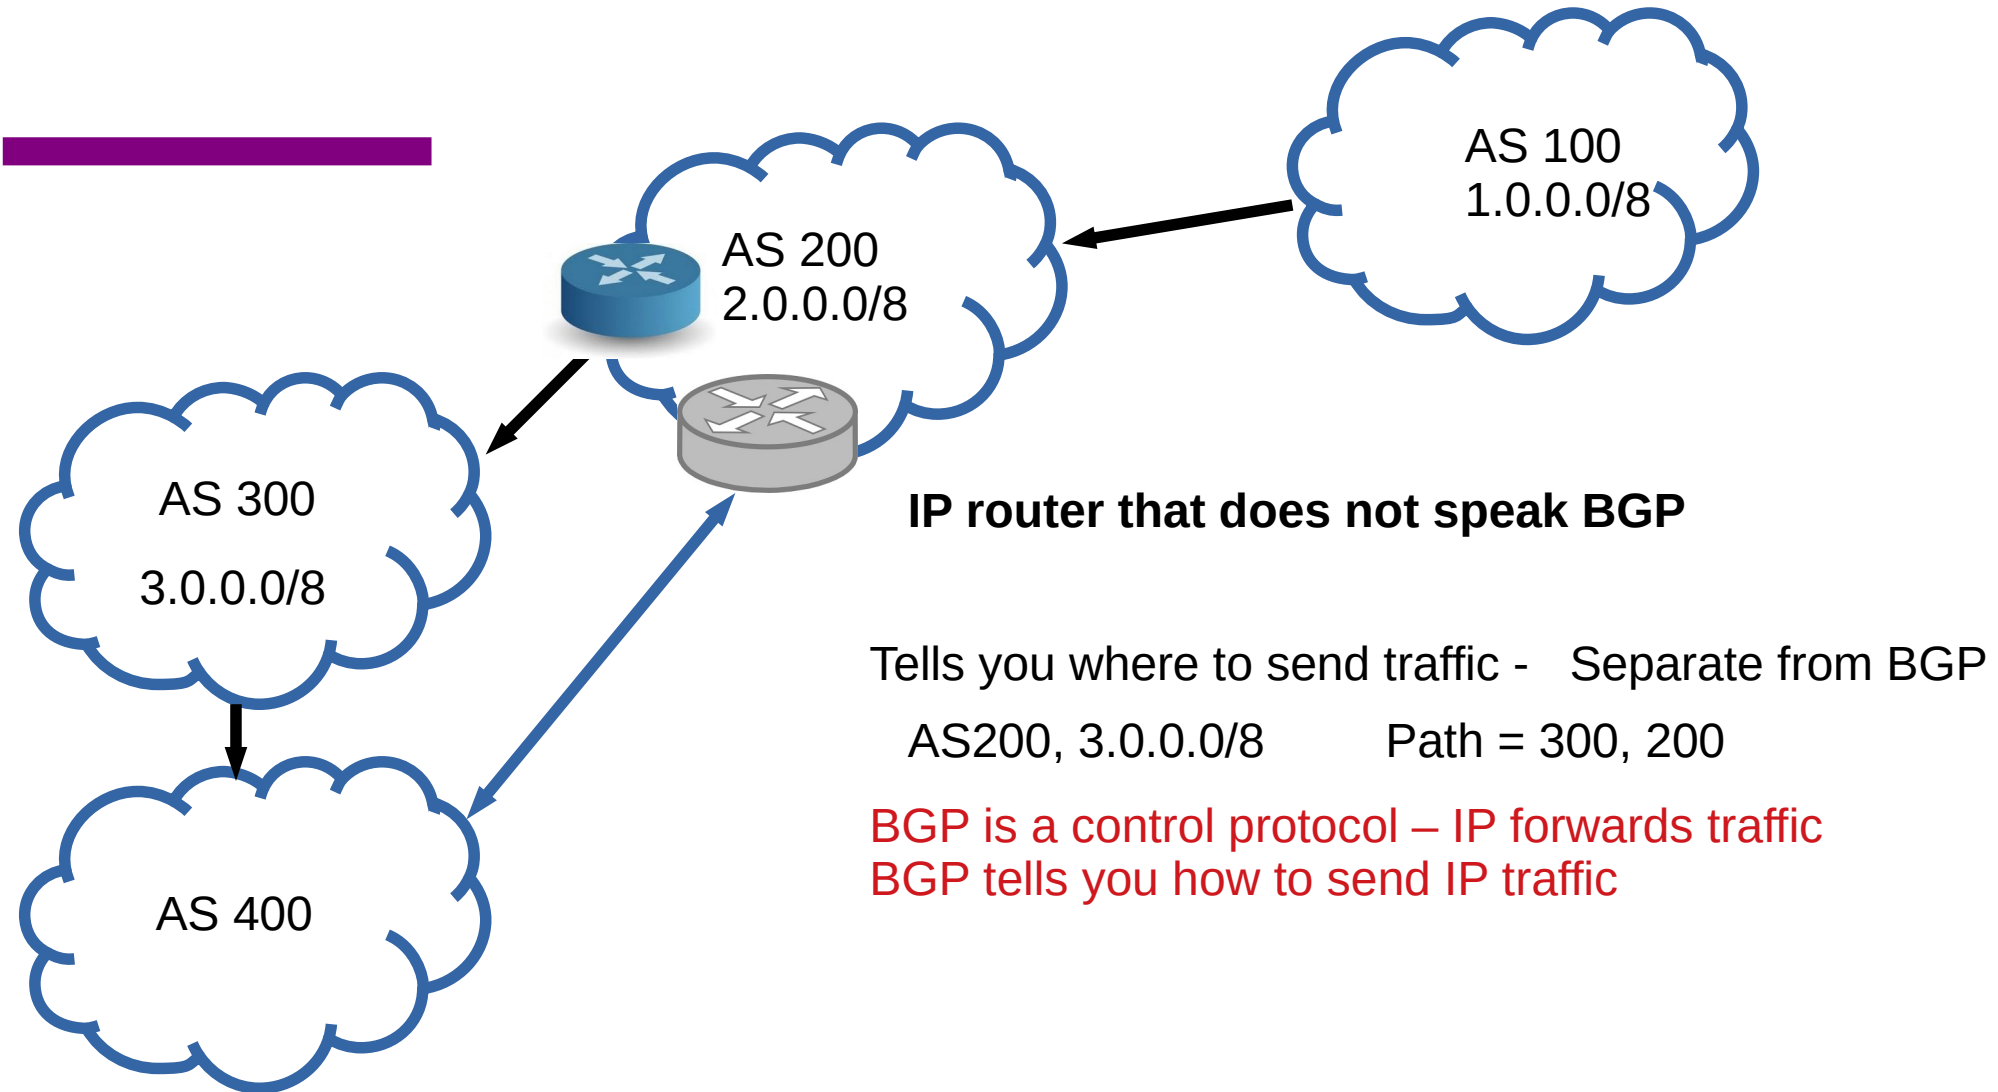 AS 100
1.0.0.0/8
AS 200
2.0.0.0/8
AS 300
3.0.0.0/8
IP router that does not speak BGP
Tells you where to send traffic - Separate from BGP
AS200, 3.0.0.0/8 Path = 300, 200
BGP is a control protocol – IP forwards traffic
BGP tells you how to send IP traffic
AS 400